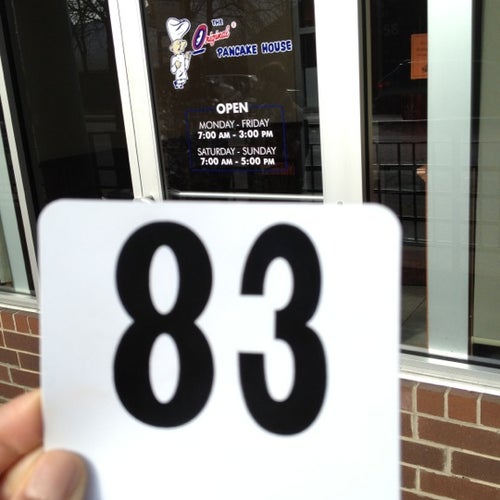 THE
Original
PANCAKE HOUSE
OPEN
MONDAY - FRIDAY
7:00 AM - 3:00 PM
SATURDAY - SUNDAY
7:00 AM - 5:00 PM
83